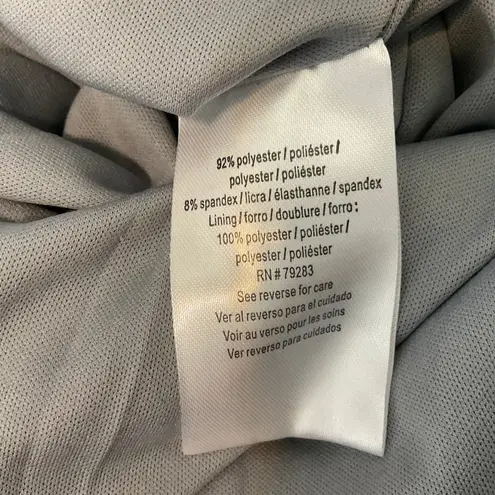 92% polyester / poliéster /
polyester / poliéster
8% spandex / licra / élasthanne / spandex
Lining / forro / doublure / forro :
100% polyester / poliéster /
polyester / poliéster
RN # 79283
See reverse for care
Ver al reverso para el cuidado
Voir au verso pour les soins
Ver reverso para cuidados